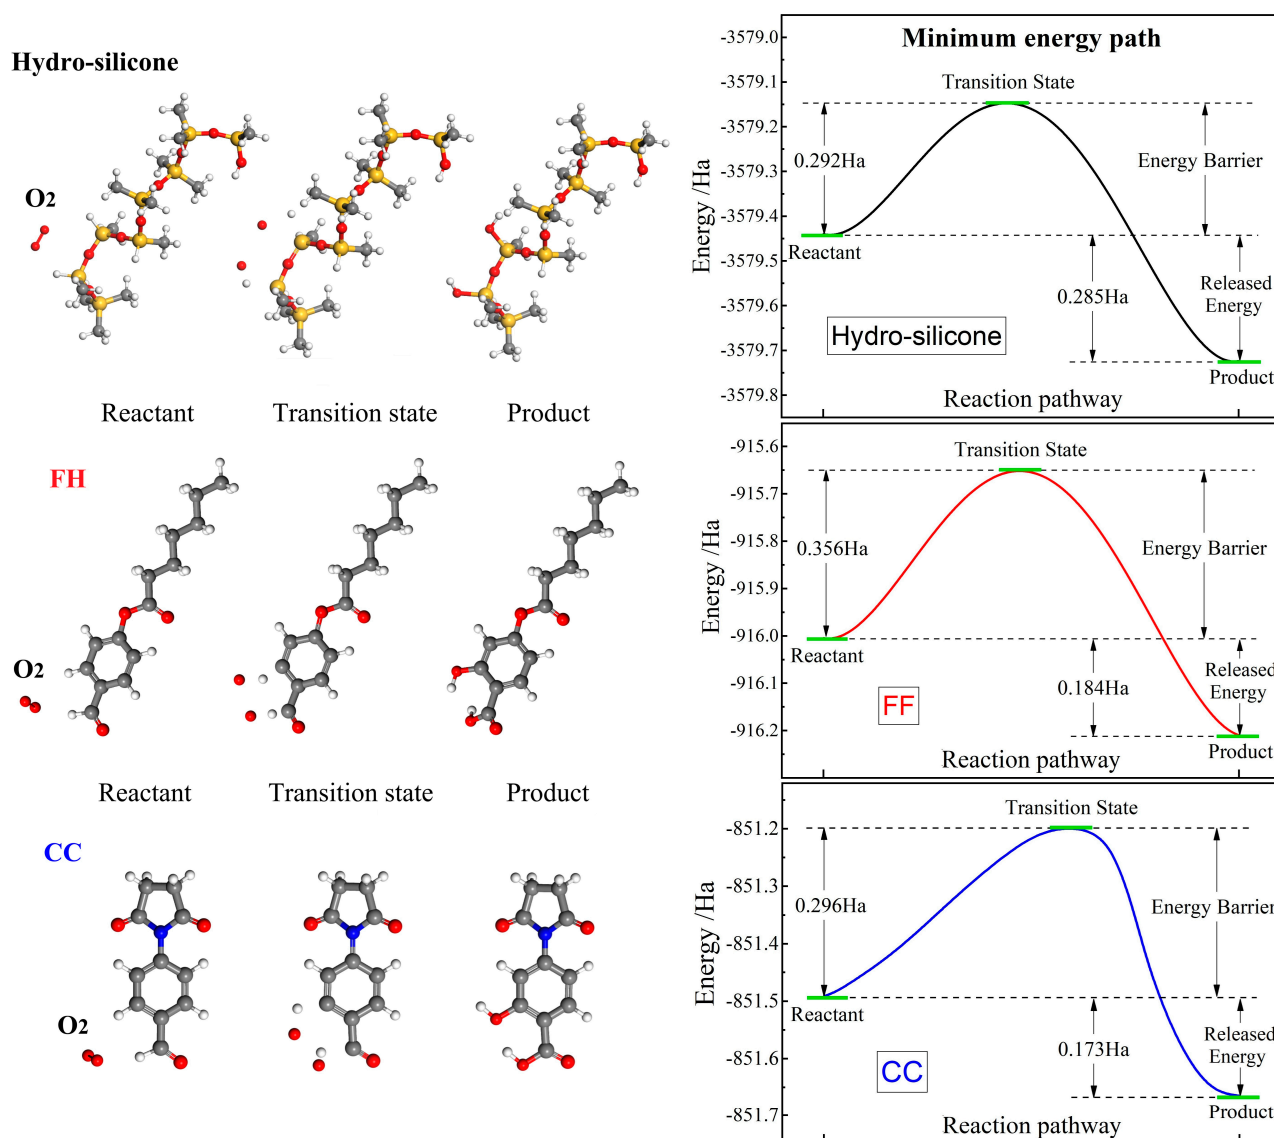 Hydro-silicone
O2
Reactant Transition state Product
FH
O2
Reactant Transition state Product
CC
O2
Minimum energy path
Transition State
-3579.0
-3579.1
-3579.2
-3579.3
-3579.4
-3579.5
-3579.6
-3579.7
-3579.8
Energy /Ha
0.292Ha
Energy Barrier
Reactant
0.285Ha
Released
Energy
Hydro-silicone
Product
Reaction pathway
-915.6
-915.7
-915.8
-915.9
-916.0
-916.1
-916.2
Energy /Ha
Transition State
0.356Ha
Energy Barrier
Reactant
0.184Ha
Released
Energy
FF
Product
Reaction pathway
-851.2
-851.3
-851.4
-851.5
-851.6
-851.7
Energy /Ha
Transition State
0.296Ha
Energy Barrier
Reactant
0.173Ha
Released
Energy
CC
Product
Reaction pathway